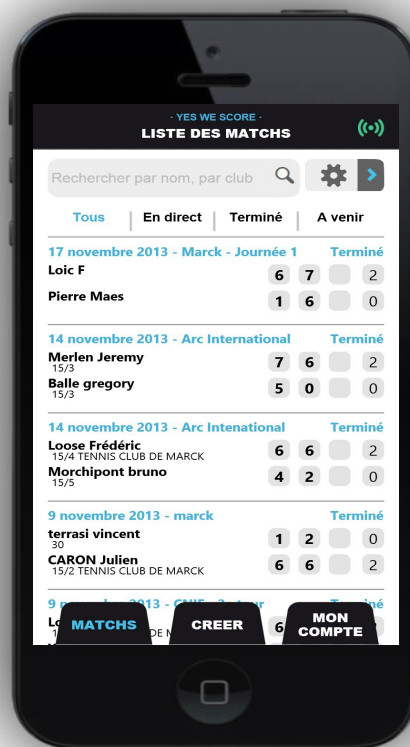 - YES WE SCORE -
LISTE DES MATCHS
Rechercher par nom, par club
Tous | En direct | Terminé | A venir
17 novembre 2013 - Marck - Journée 1 Terminé
Loic F 6 7 2
Pierre Maes 1 6 0
14 novembre 2013 - Arc International Terminé
Merlen Jeremy 7 6 2
15/3
Balle gregory 5 0 0
15/3
14 novembre 2013 - Arc Intenational Terminé
Loose Frédéric 6 6 2
15/4 TENNIS CLUB DE MARCK
Morchipont bruno 4 2 0
15/5
9 novembre 2013 - marck Terminé
terrasi vincent 1 2 0
30
CARON Julien 6 6 2
15/2 TENNIS CLUB DE MARCK
2013
6
MATCHS CREER MON COMPTE